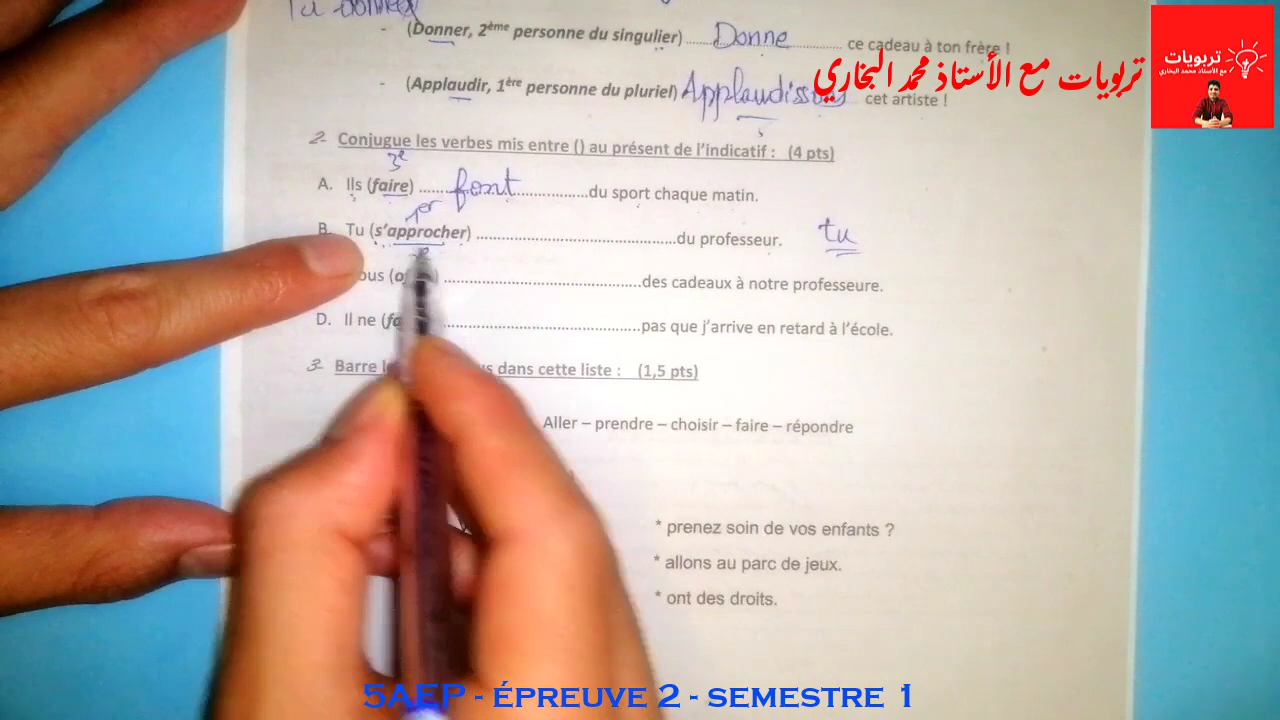 Tu donnes
- (Donner, 2ème personne du singulier) ...... Donne ............ ce cadeau à ton frère !
- (Applaudir, 1ère personne du pluriel) Applaudissons cet artiste !
تربويات مع الأستاذ محمد البخاري
تربويات
مع الأستاذ محمد البخاري
2- Conjugue les verbes mis entre () au présent de l'indicatif : (4 pts)
3e
A. Ils (faire) ....... font ..................du sport chaque matin.
1er
B. Tu (s'approcher) ................................................du professeur. tu
ous ( ................................................des cadeaux à notre professeure.
D. Il ne ( .............................................pas que j'arrive en retard à l'école.
3- Barre dans cette liste : (1,5 pts)
Aller – prendre – choisir – faire – répondre
* prenez soin de vos enfants ?
* allons au parc de jeux.
* ont des droits.
5AEP - épreuve 2 - semestre 1